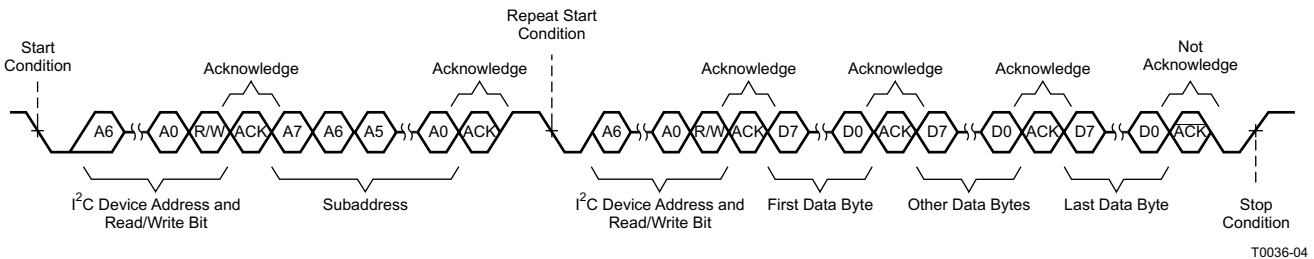 Repeat Start
Condition
Start
Condition
Not
Acknowledge
Acknowledge
Acknowledge
Acknowledge
Acknowledge
Acknowledge
A6 A0 R/W ACK A7 A6 A5 A0 ACK A6 A0 R/W ACK D7 D0 ACK D7 D0 ACK D7 D0 ACK
I²C Device Address and
Read/Write Bit
Subaddress
I²C Device Address and
Read/Write Bit
First Data Byte
Other Data Bytes
Last Data Byte
Stop
Condition
T0036-04